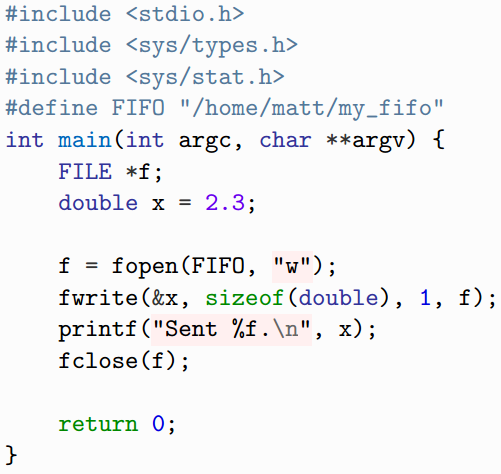 #include <stdio.h>
#include <sys/types.h>
#include <sys/stat.h>
#define FIFO "/home/matt/my_fifo"
int main(int argc, char **argv) {
    FILE *f;
    double x = 2.3;

    f = fopen(FIFO, "w");
    fwrite(&x, sizeof(double), 1, f);
    printf("Sent %f.\n", x);
    fclose(f);

    return 0;
}